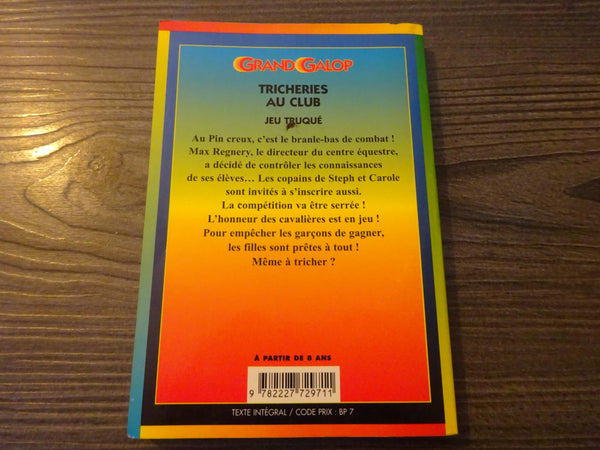 GRAND GALOP
TRICHERIES
AU CLUB
JEU TRUQUÉ
Au Pin creux, c'est le branle-bas de combat !
Max Regnery, le directeur du centre équestre,
a décidé de contrôler les connaissances
de ses élèves… Les copains de Steph et Carole
sont invités à s'inscrire aussi.
La compétition va être serrée !
L'honneur des cavalières est en jeu !
Pour empêcher les garçons de gagner,
les filles sont prêtes à tout !
Même à tricher ?
À PARTIR DE 8 ANS
9 782227 729711
TEXTE INTÉGRAL / CODE PRIX : BP 7